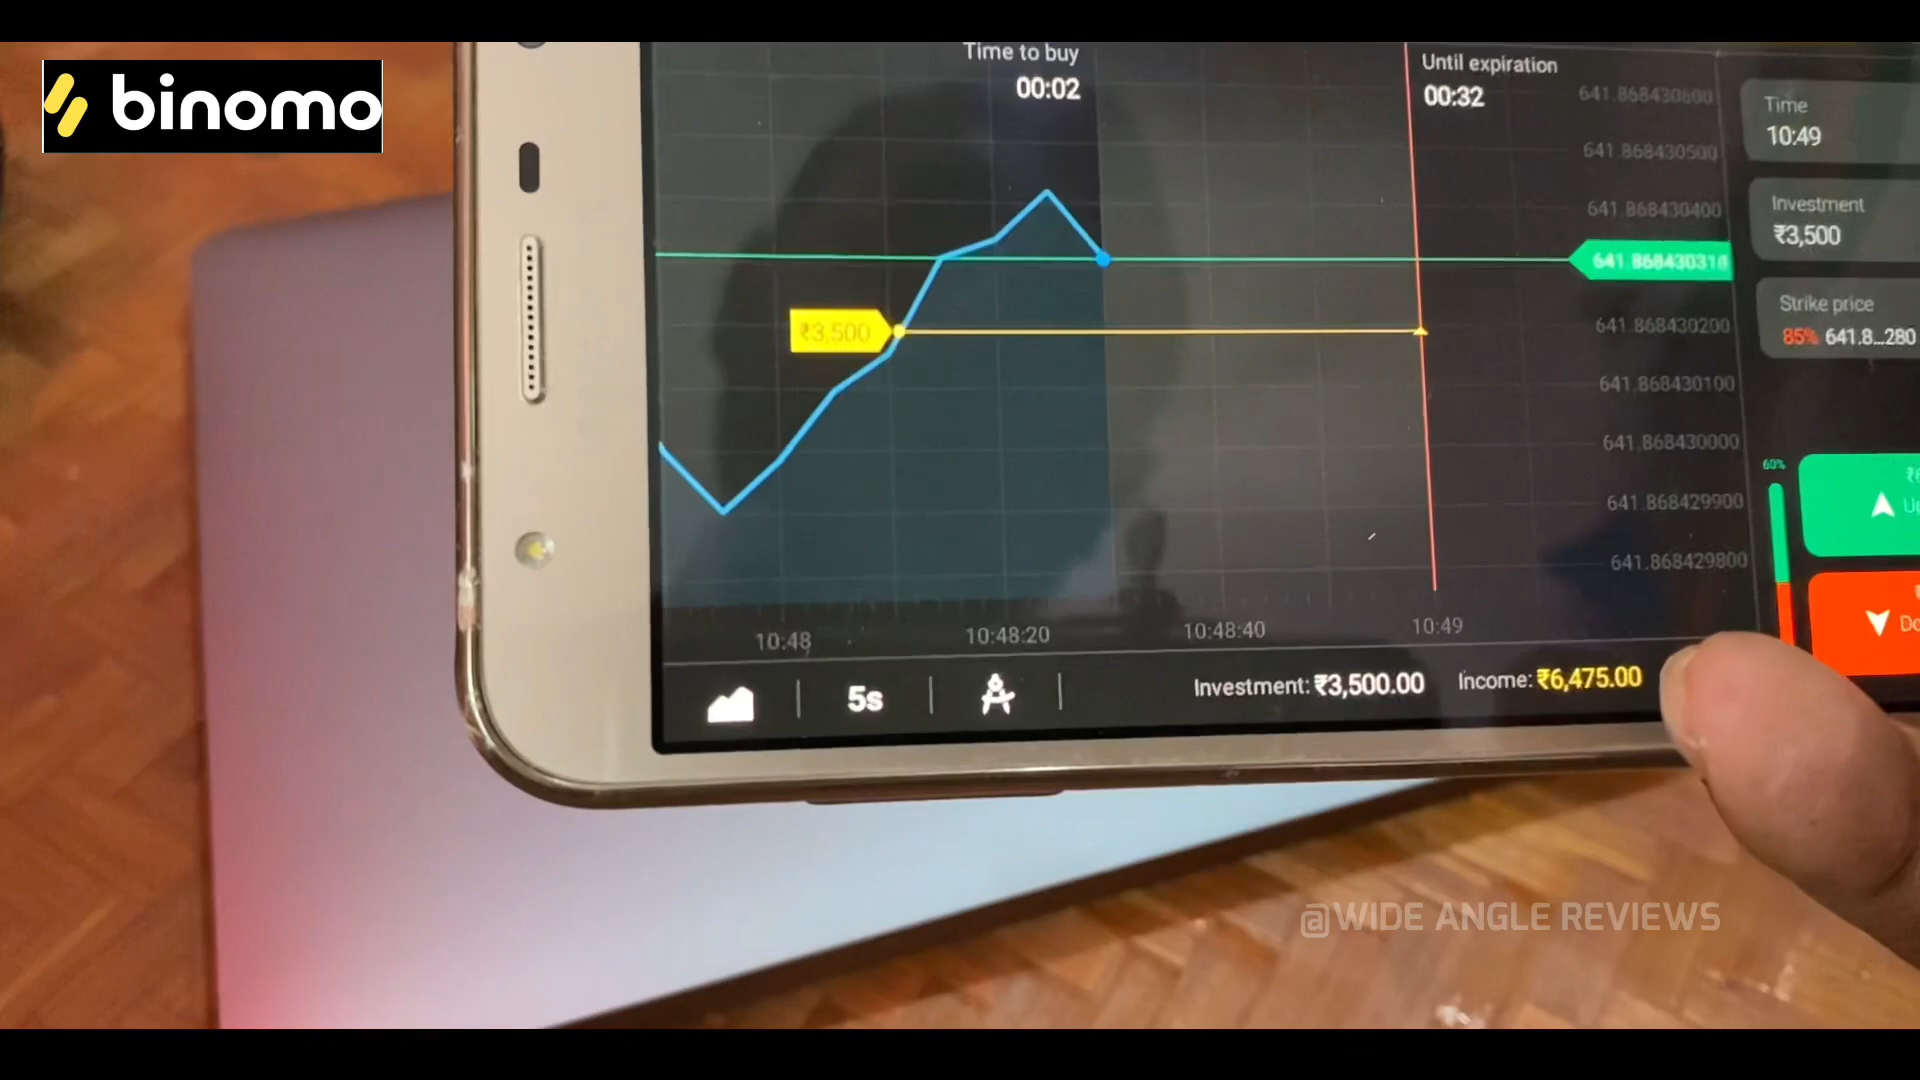 binomo
Time to buy
00:02
Until expiration
00:32
641.868430600
641.868430500
641.868430400
641.868430200
641.868430100
641.868430000
641.868429900
641.868429800
₹3,500
Time
10:49
Investment
₹3,500
Strike price
85% 641.8...280
60%
10:48
10:48:20
10:48:40
10:49
5s
Investment: ₹3,500.00
Income: ₹6,475.00
@WIDE ANGLE REVIEWS